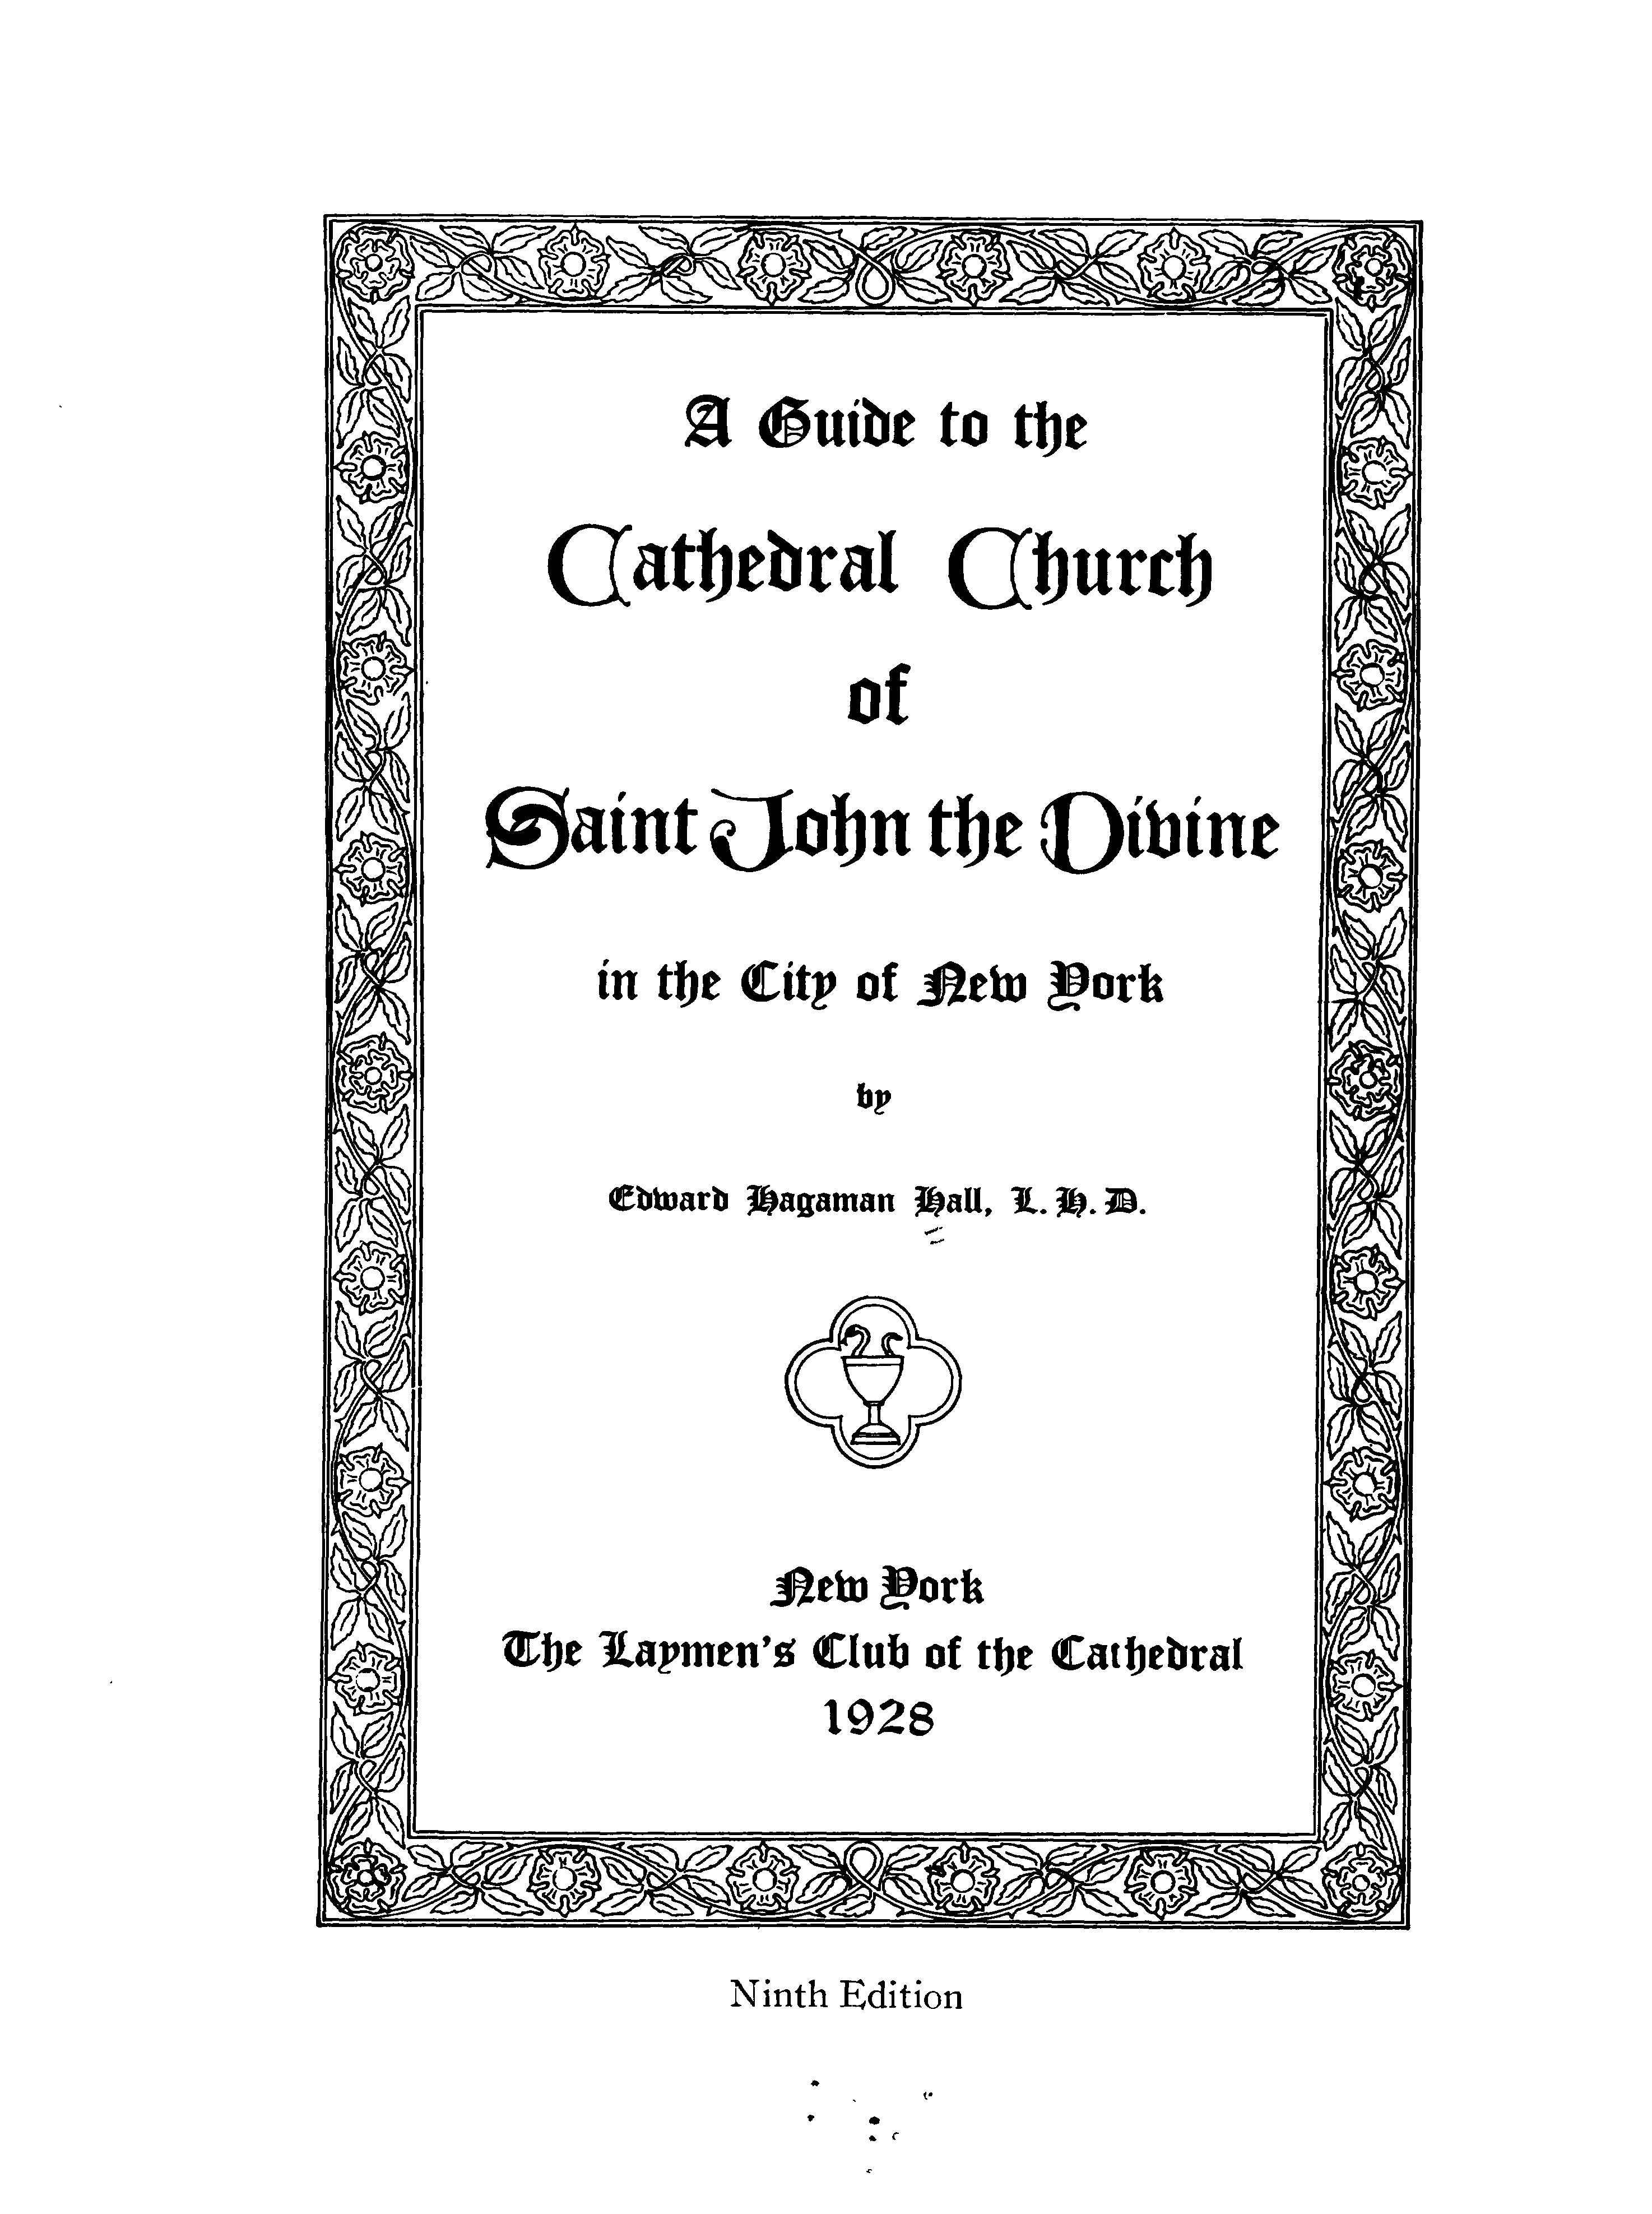 A Guide to the
Cathedral Church
of
Saint John the Divine
in the City of New York
by
Edward Hagaman Hall, L. H. D.
New York
The Laymen's Club of the Cathedral
1928
Ninth Edition